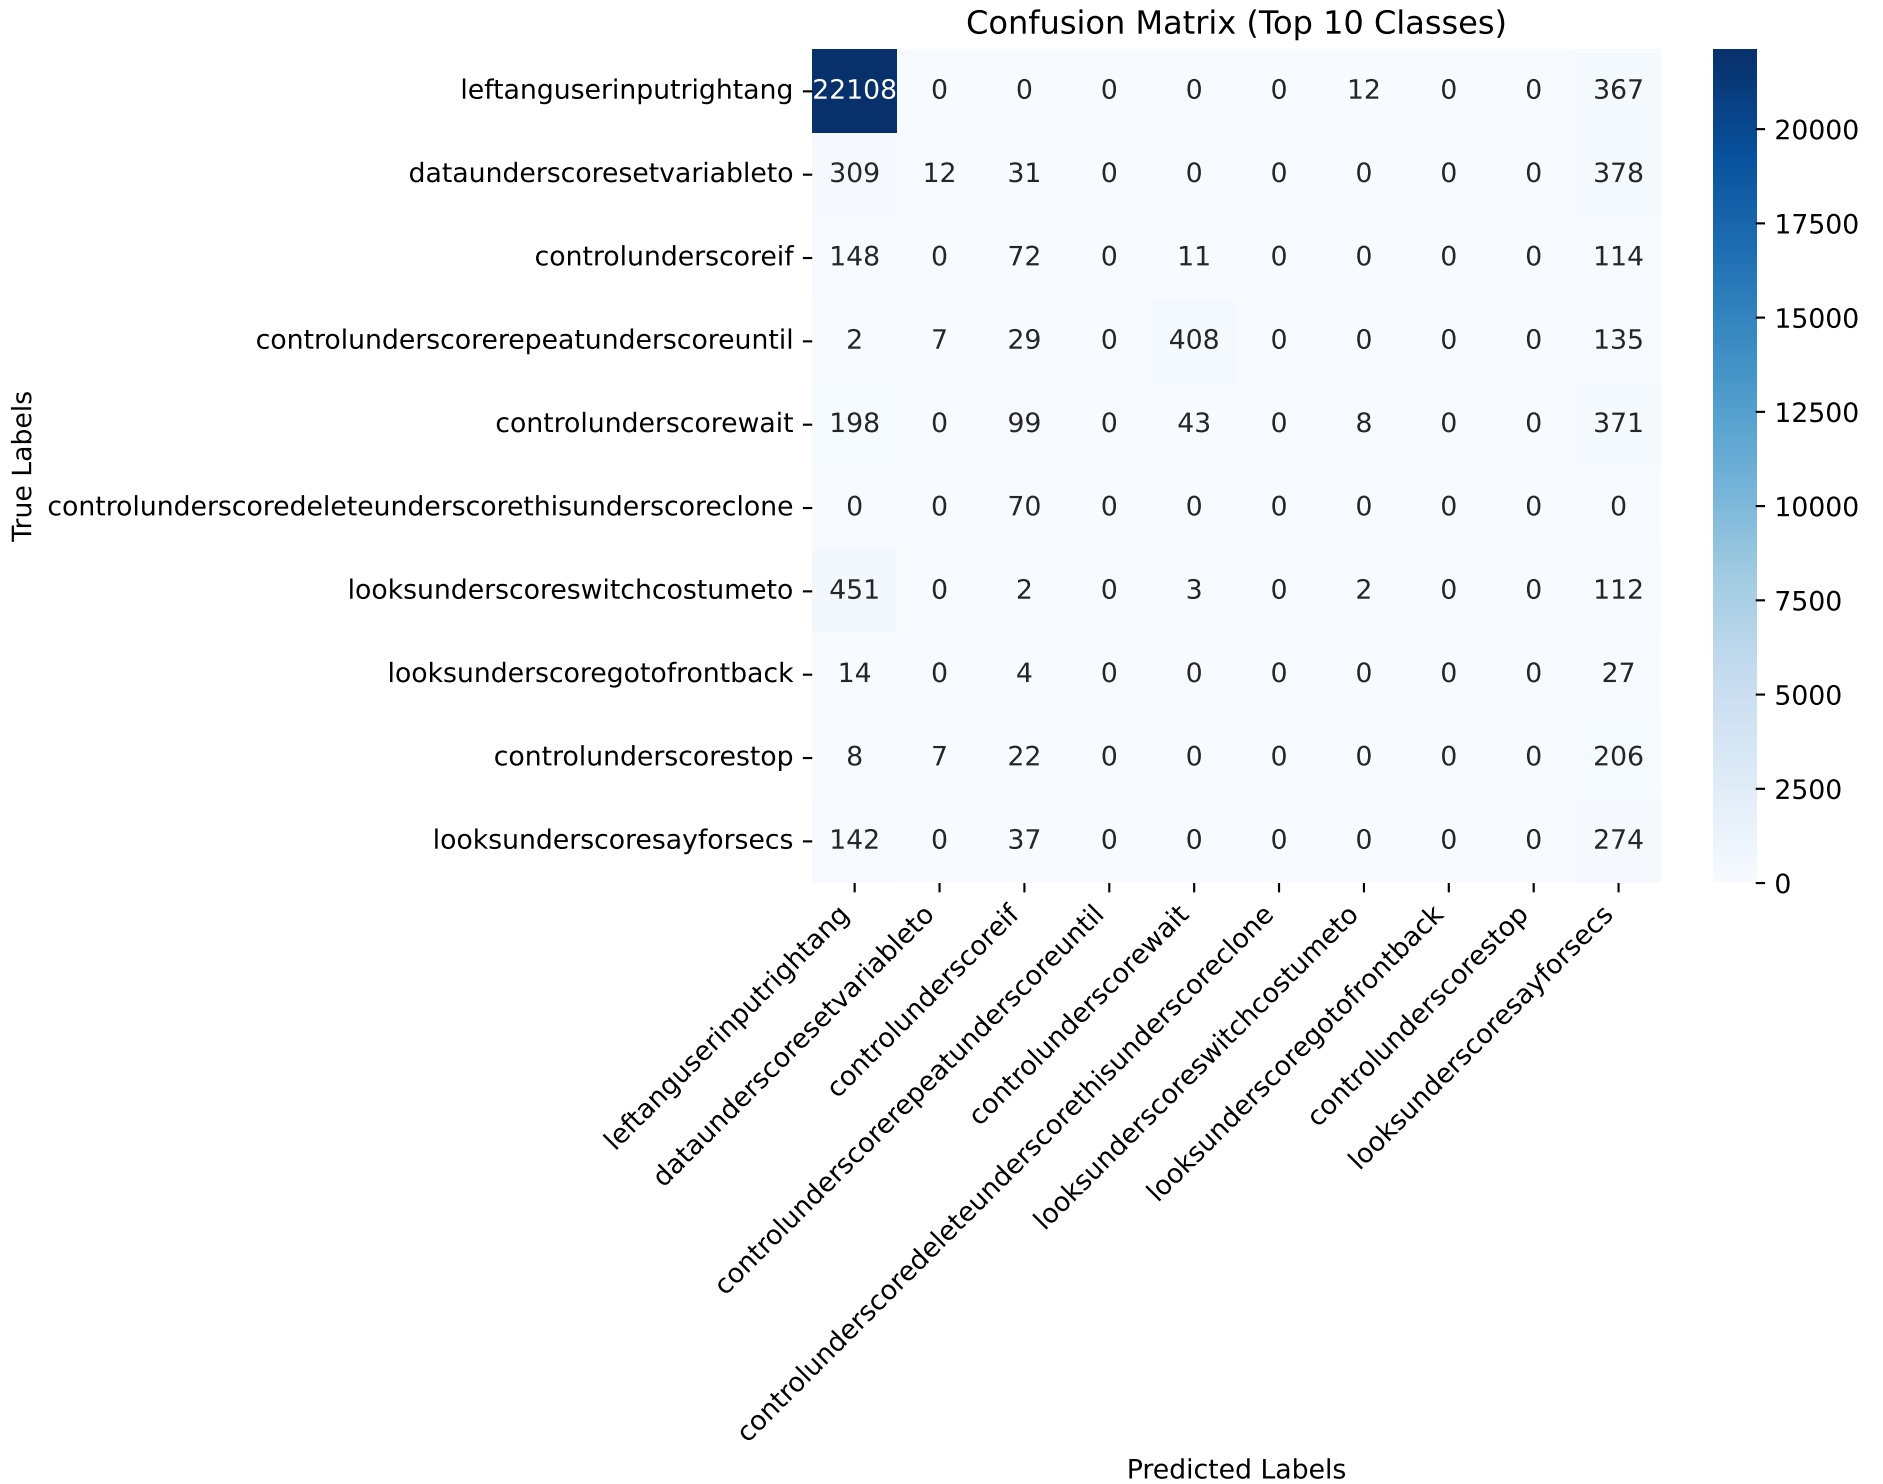 Confusion Matrix (Top 10 Classes)
True Labels
leftanguserinputrightang 22108 0 0 0 0 0 12 0 0 367
dataunderscoresetvariableto 309 12 31 0 0 0 0 0 0 378
controlunderscoreif 148 0 72 0 11 0 0 0 0 114
controlunderscorerepeatunderscoreuntil 2 7 29 0 408 0 0 0 0 135
controlunderscorewait 198 0 99 0 43 0 8 0 0 371
controlunderscoredeleteunderscorethisunderscoreclone 0 0 70 0 0 0 0 0 0 0
looksunderscoreswitchcostumeto 451 0 2 0 3 0 2 0 0 112
looksunderscoregotofrontback 14 0 4 0 0 0 0 0 0 27
controlunderscorestop 8 7 22 0 0 0 0 0 0 206
looksunderscoresayforsecs 142 0 37 0 0 0 0 0 0 274
leftanguserinputrightang
dataunderscoresetvariableto
controlunderscoreif
controlunderscorerepeatunderscoreuntil
controlunderscorewait
controlunderscoredeleteunderscorethisunderscoreclone
looksunderscoreswitchcostumeto
looksunderscoregotofrontback
controlunderscorestop
looksunderscoresayforsecs
Predicted Labels
20000
17500
15000
12500
10000
7500
5000
2500
0